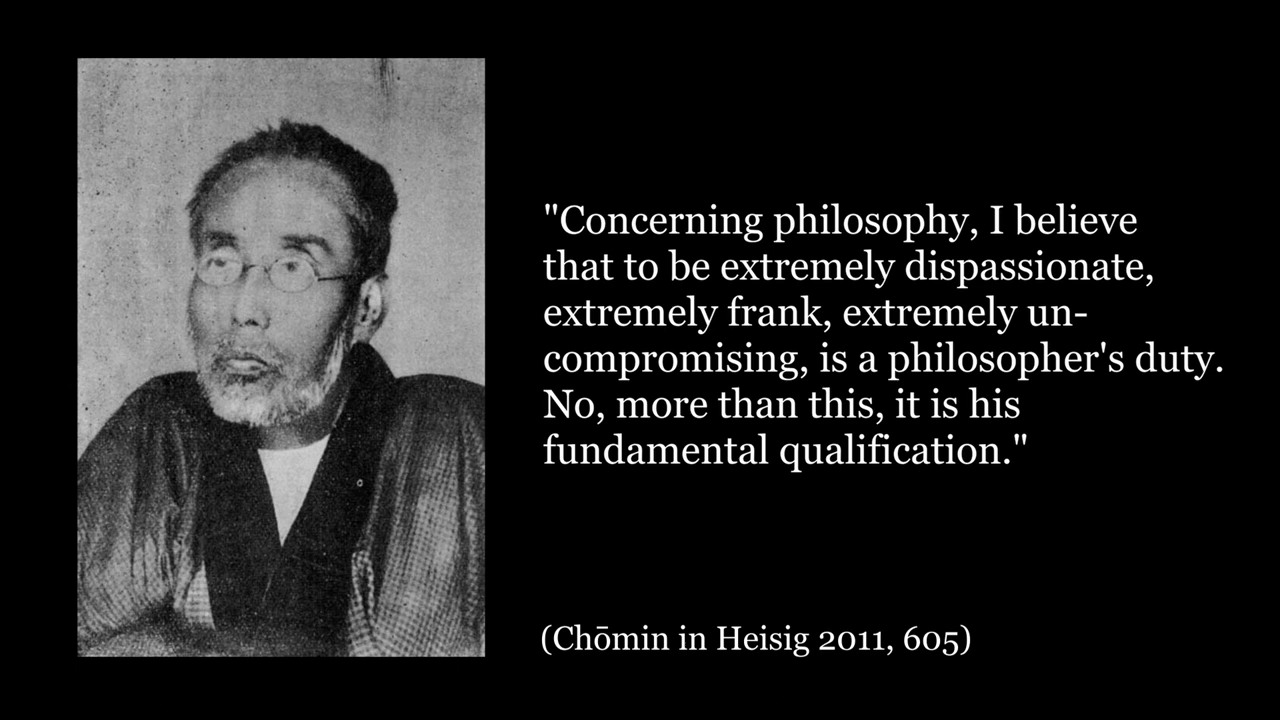 "Concerning philosophy, I believe
that to be extremely dispassionate,
extremely frank, extremely un-
compromising, is a philosopher's duty.
No, more than this, it is his
fundamental qualification."
(Chōmin in Heisig 2011, 605)